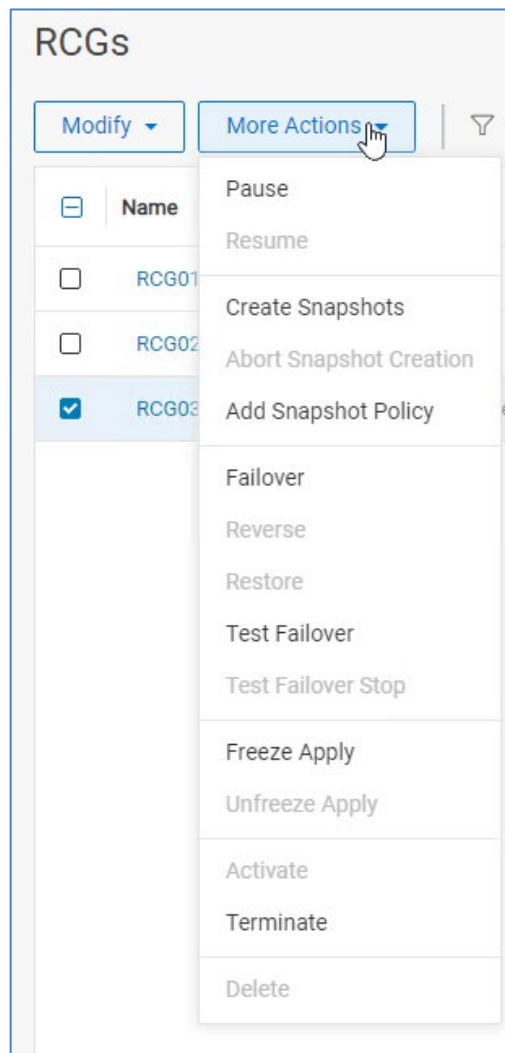 RCGs
Modify
More Actions
Name
RCG01
RCG02
RCG03
Pause
Resume
Create Snapshots
Abort Snapshot Creation
Add Snapshot Policy
Failover
Reverse
Restore
Test Failover
Test Failover Stop
Freeze Apply
Unfreeze Apply
Activate
Terminate
Delete